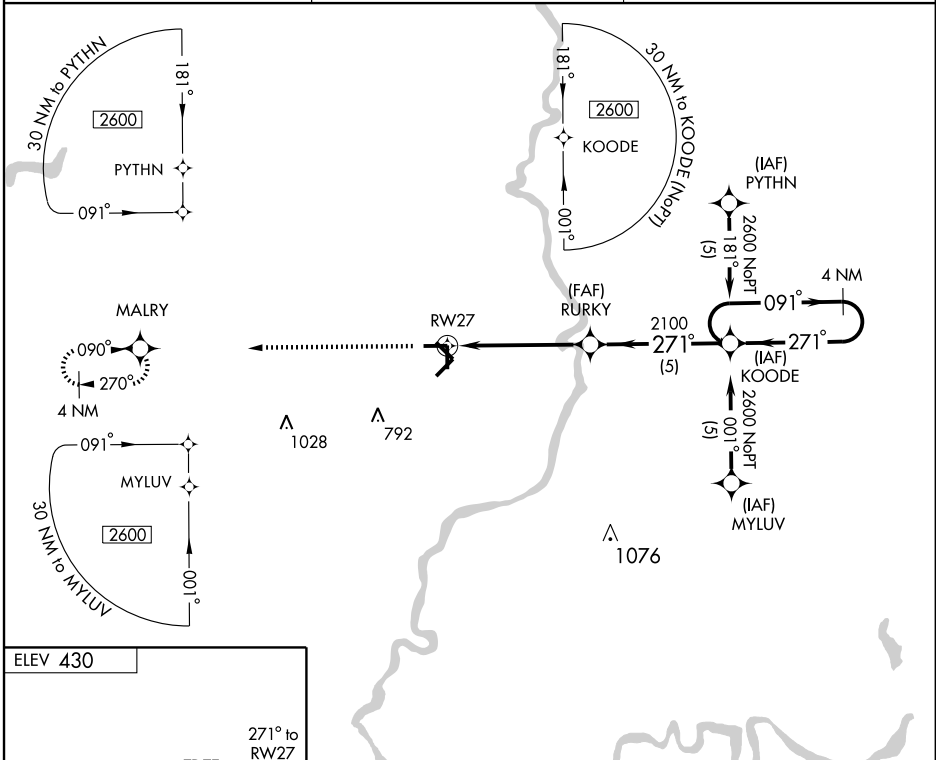 30 NM to PYTHN
181°
2600
PYTHN
091°
181°
30 NM to KOODE (NoPT)
2600
KOODE
001°
(IAF)
PYTHN
2600 NoPT
181°
(5)
4 NM
091°
MALRY
090°
270°
4 NM
RW27
(FAF)
RURKY
2100
271°
(5)
271°
(IAF)
KOODE
1028
792
2600 NoPT
001°
(5)
(IAF)
MYLUV
091°
MYLUV
2600
30 NM to MYLUV
001°
1076
ELEV 430
271° to
RW27